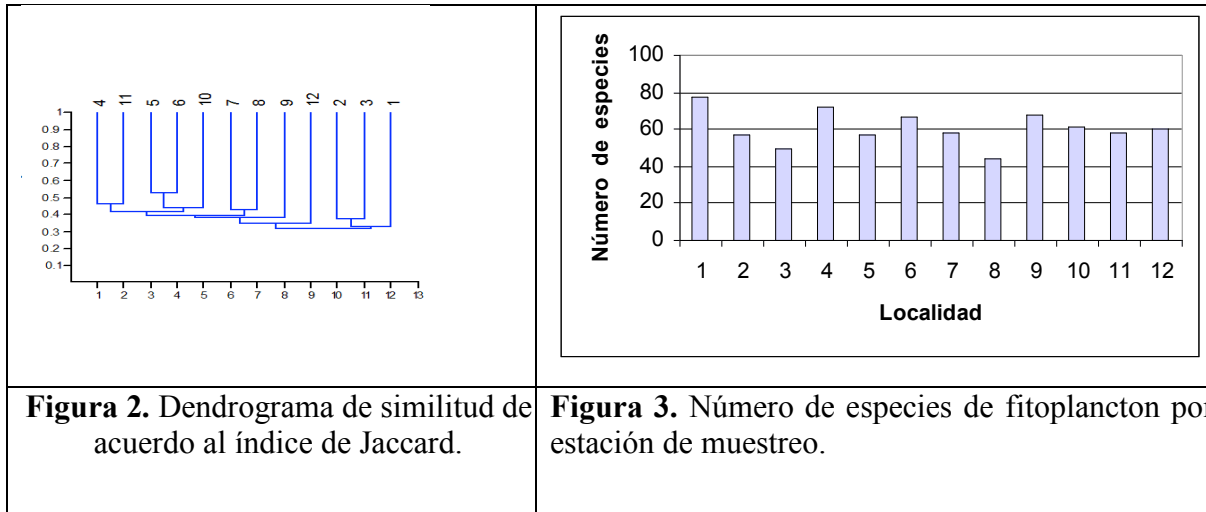 4 11 5 6 10 7 8 9 12 2 3 1
1
0.9
0.8
0.7
0.6
0.5
0.4
0.3
0.2
0.1
1 2 3 4 5 6 7 8 9 10 11 12 13
Número de especies
100
80
60
40
20
0
1 2 3 4 5 6 7 8 9 10 11 12
Localidad
Figura 2. Dendrograma de similitud de
acuerdo al índice de Jaccard.
Figura 3. Número de especies de fitoplancton por
estación de muestreo.